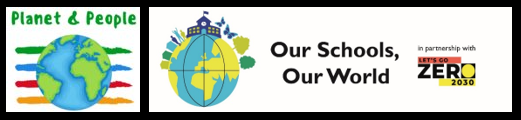 Planet & People
Our Schools,
Our World
in partnership with
LET'S GO
ZERO
2030